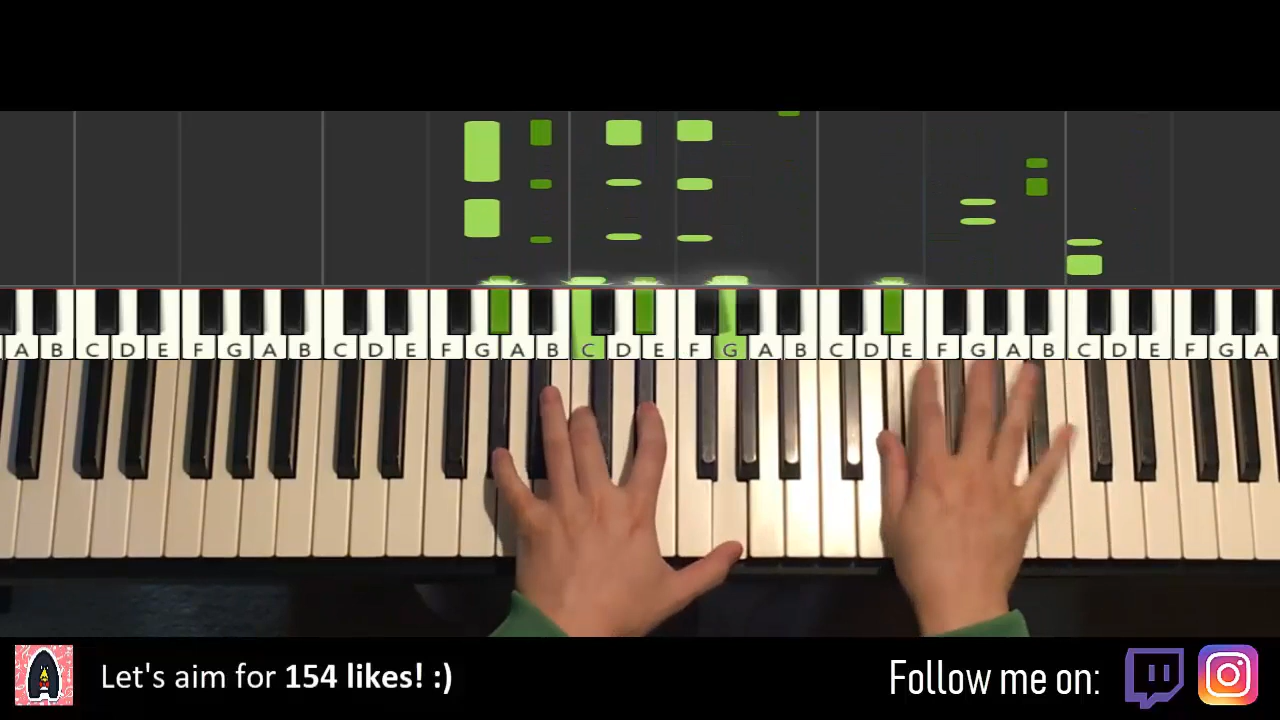 A B C D E F G A B C D E F G A B C D E F G A B C D E F G A B C D E F G A
Let's aim for 154 likes! :)
Follow me on: